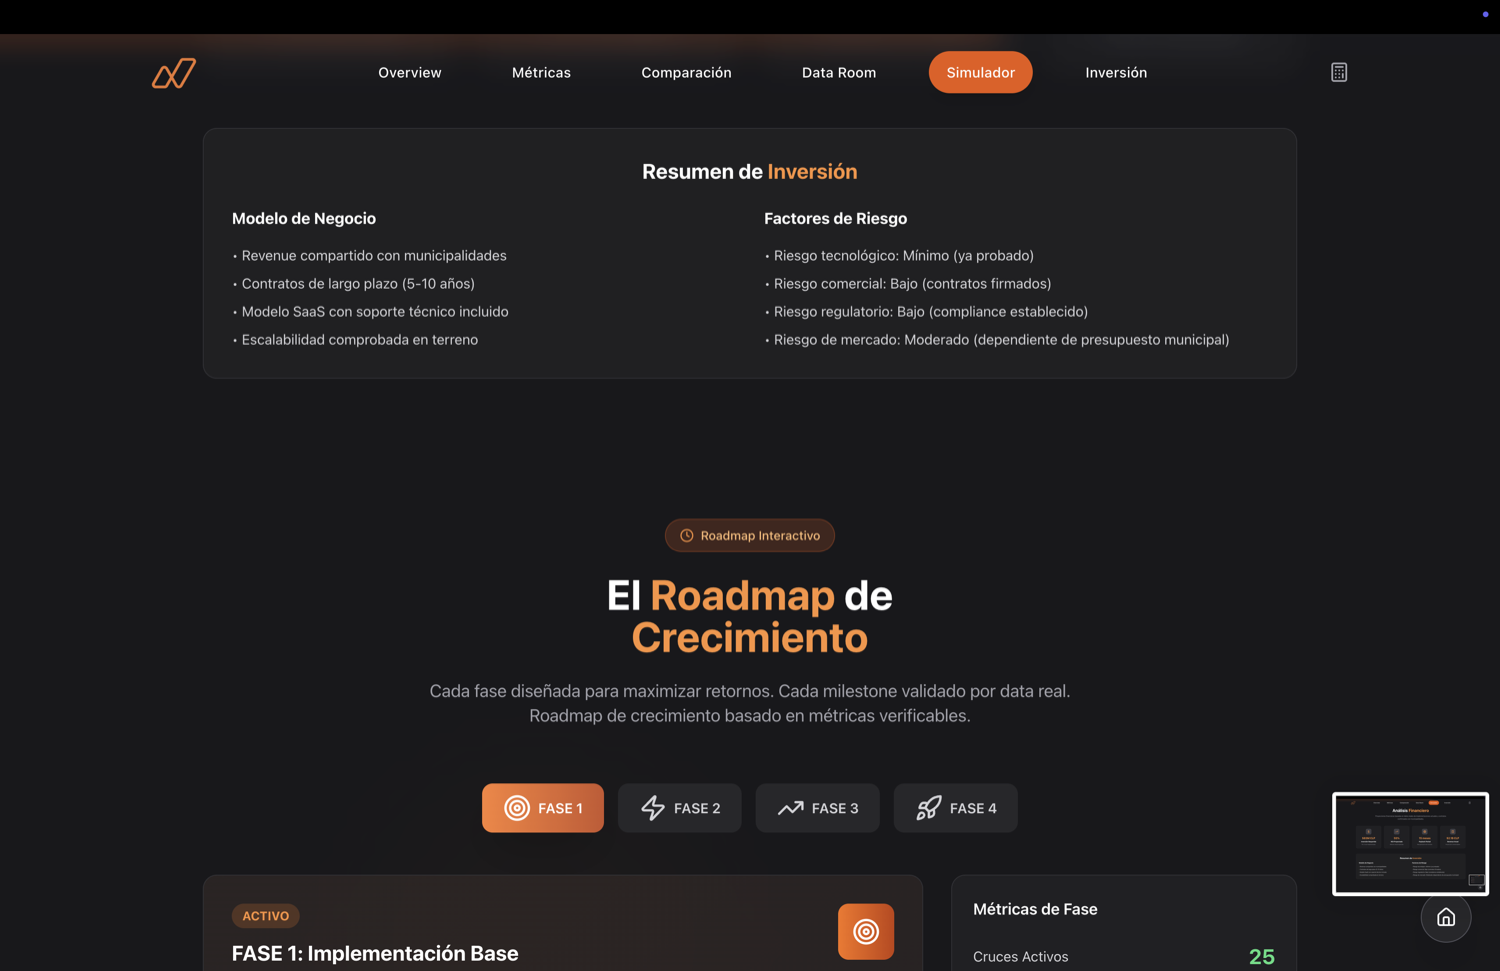 Overview
Métricas
Comparación
Data Room
Simulador
Inversión
Resumen de Inversión
Modelo de Negocio
• Revenue compartido con municipalidades
• Contratos de largo plazo (5-10 años)
• Modelo SaaS con soporte técnico incluido
• Escalabilidad comprobada en terreno
Factores de Riesgo
• Riesgo tecnológico: Mínimo (ya probado)
• Riesgo comercial: Bajo (contratos firmados)
• Riesgo regulatorio: Bajo (compliance establecido)
• Riesgo de mercado: Moderado (dependiente de presupuesto municipal)
Roadmap Interactivo
El Roadmap de
Crecimiento
Cada fase diseñada para maximizar retornos. Cada milestone validado por data real.
Roadmap de crecimiento basado en métricas verificables.
FASE 1
FASE 2
FASE 3
FASE 4
ACTIVO
FASE 1: Implementación Base
Métricas de Fase
Cruces Activos
25
Análisis Financiero